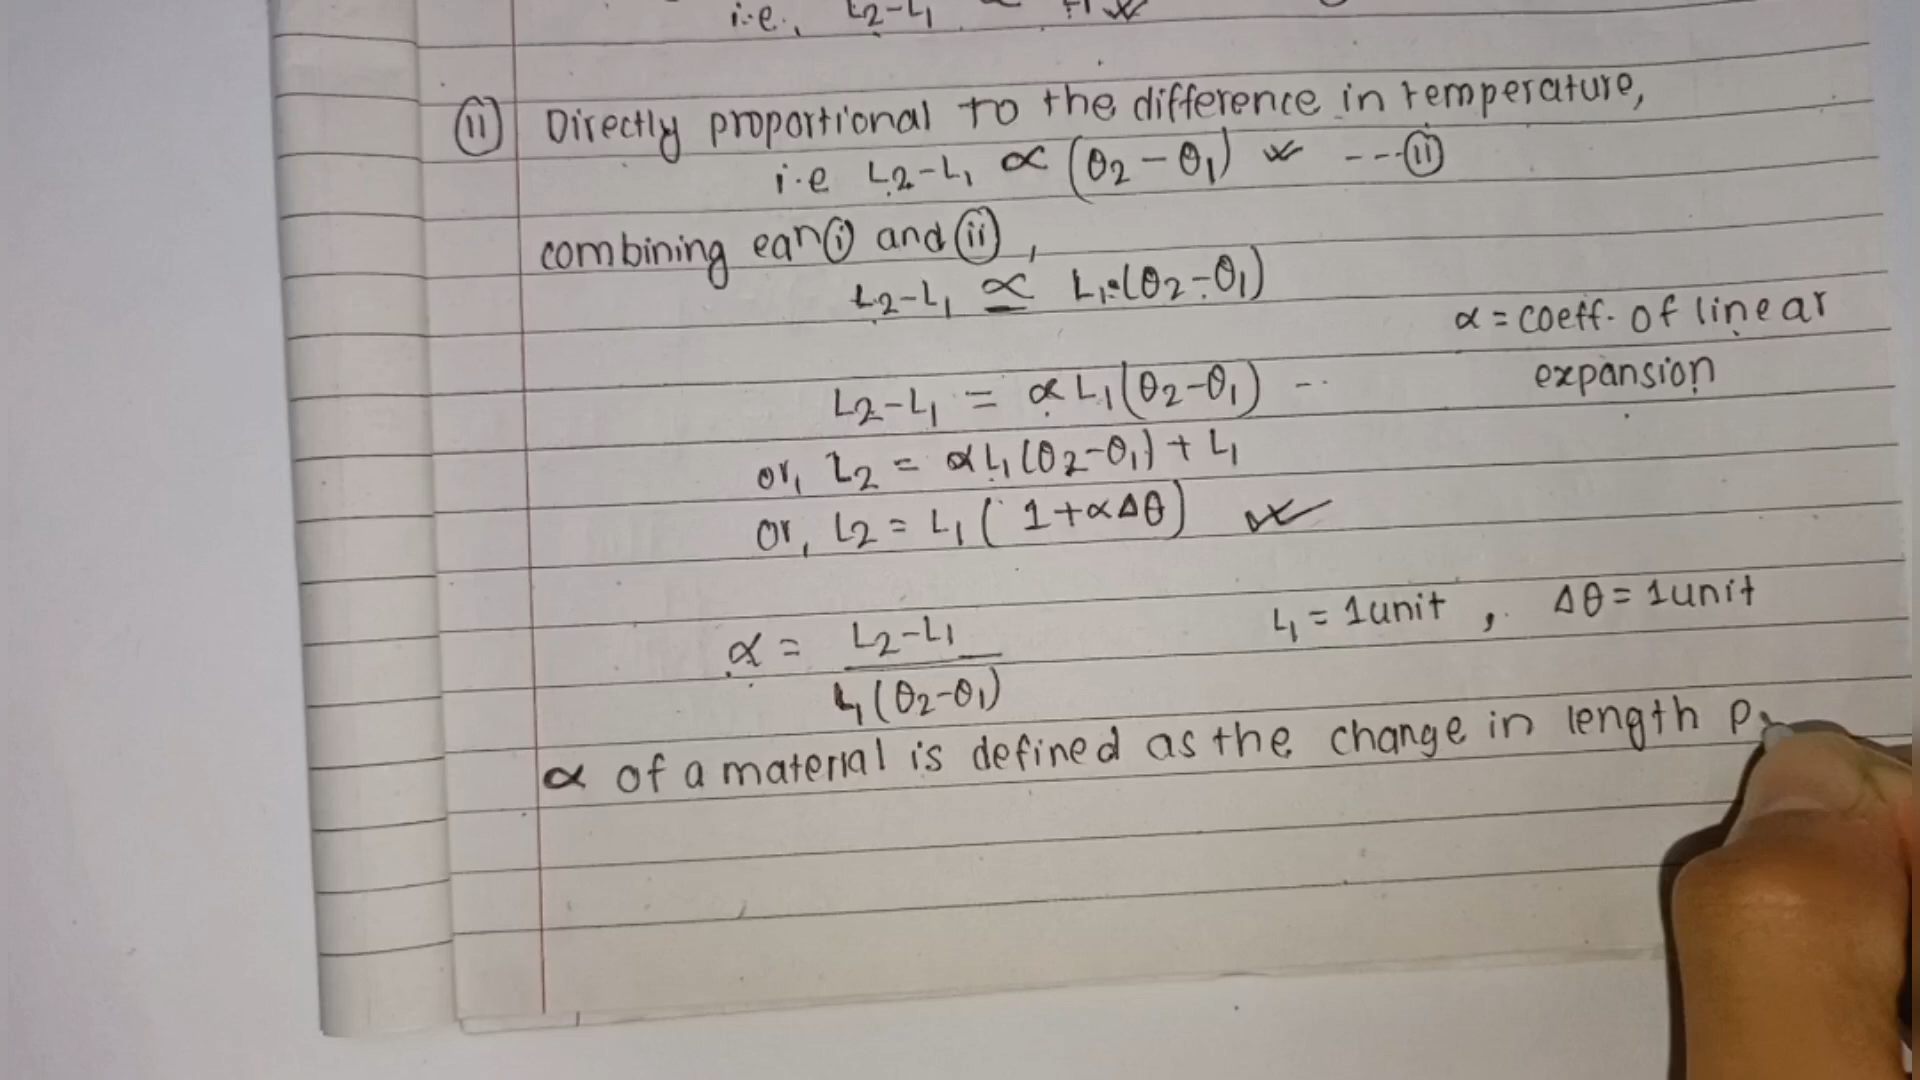 i.e., L2-L1
(ii) Directly proportional to the difference in temperature,
i.e L2-L1 ∝ (θ2-θ1) ---(ii)
combining eqn(i) and (ii),
L2-L1 ∝ L1.(θ2-θ1)
α = coeff. of linear
expansion
L2-L1 = αL1(θ2-θ1) --
or, L2 = αL1(θ2-θ1)+L1
or, L2 = L1( 1+αΔθ)
L1 = 1unit , Δθ = 1unit
α = L2-L1
L1(θ2-θ1)
α of a material is defined as the change in length